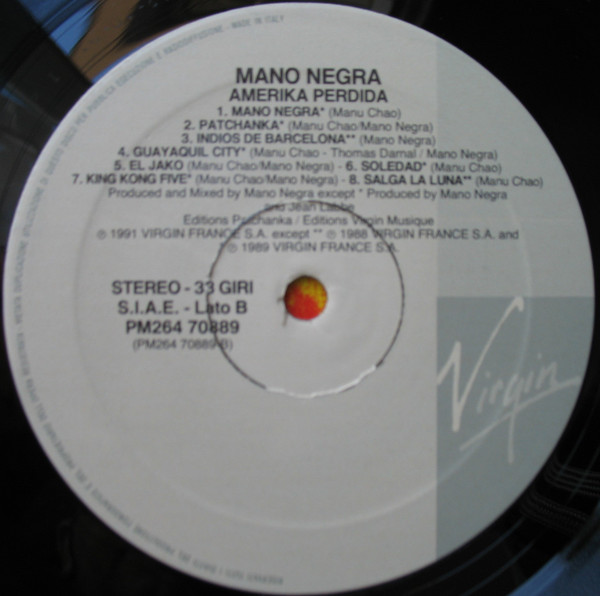 MANO NEGRA
AMERIKA PERDIDA
1. MANO NEGRA* (Manu Chao)
2. PATCHANKA* (Manu Chao/Mano Negra)
3. INDIOS DE BARCELONA** (Mano Negra)
4. GUAYAQUIL CITY* (Manu Chao - Thomas Darnal / Mano Negra)
5. EL JAKO (Manu Chao/Mano Negra) - 6. SOLEDAD* (Manu Chao)
7. KING KONG FIVE* (Manu Chao/Mano Negra) - 8. SALGA LA LUNA** (Manu Chao)
Produced and Mixed by Mano Negra except * Produced by Mano Negra
and Jean Labbé
Editions Patchanka / Editions Virgin Musique
℗ 1991 VIRGIN FRANCE S.A. except ** ℗ 1988 VIRGIN FRANCE S.A. and
* ℗ 1989 VIRGIN FRANCE S.A.
STEREO - 33 GIRI
S.I.A.E. - Lato B
PM264 70889
(PM264 70889-B)
Virgin
MADE IN ITALY